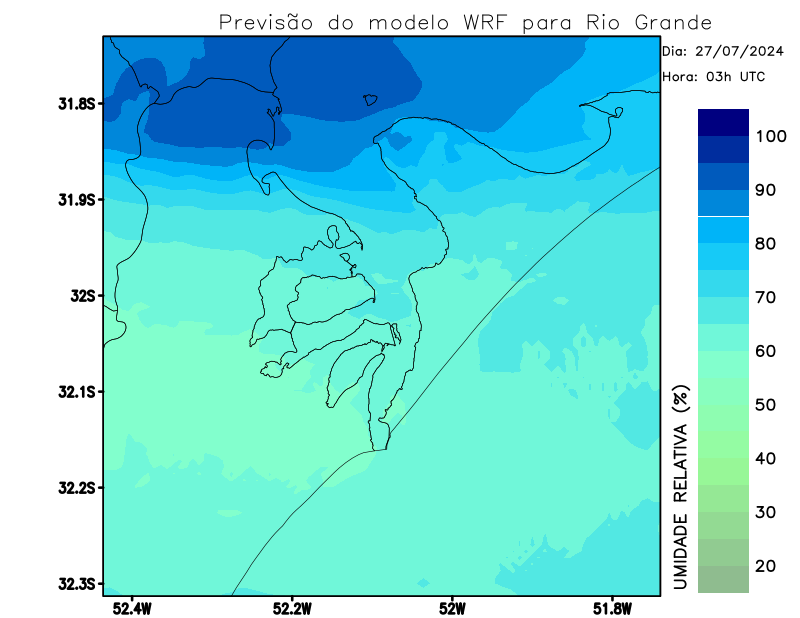 Previsão do modelo WRF para Rio Grande
Dia: 27/07/2024
Hora: 03h UTC
31.8S
31.9S
32S
32.1S
32.2S
32.3S
52.4W
52.2W
52W
51.8W
100
90
80
70
60
50
40
30
20
UMIDADE RELATIVA (%)